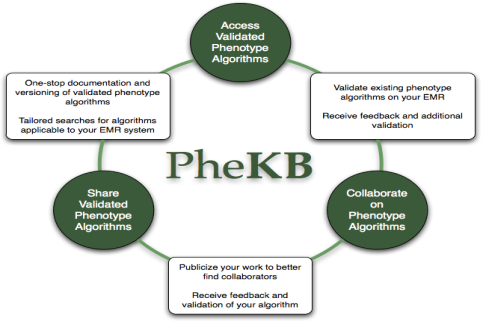 Access
Validated
Phenotype
Algorithms
One-stop documentation and
versioning of validated phenotype
algorithms
Tailored searches for algorithms
applicable to your EMR system
Validate existing phenotype
algorithms on your EMR
Receive feedback and additional
validation
PheKB
Share
Validated
Phenotype
Algorithms
Collaborate
on
Phenotype
Algorithms
Publicize your work to better
find collaborators
Receive feedback and
validation of your algorithm